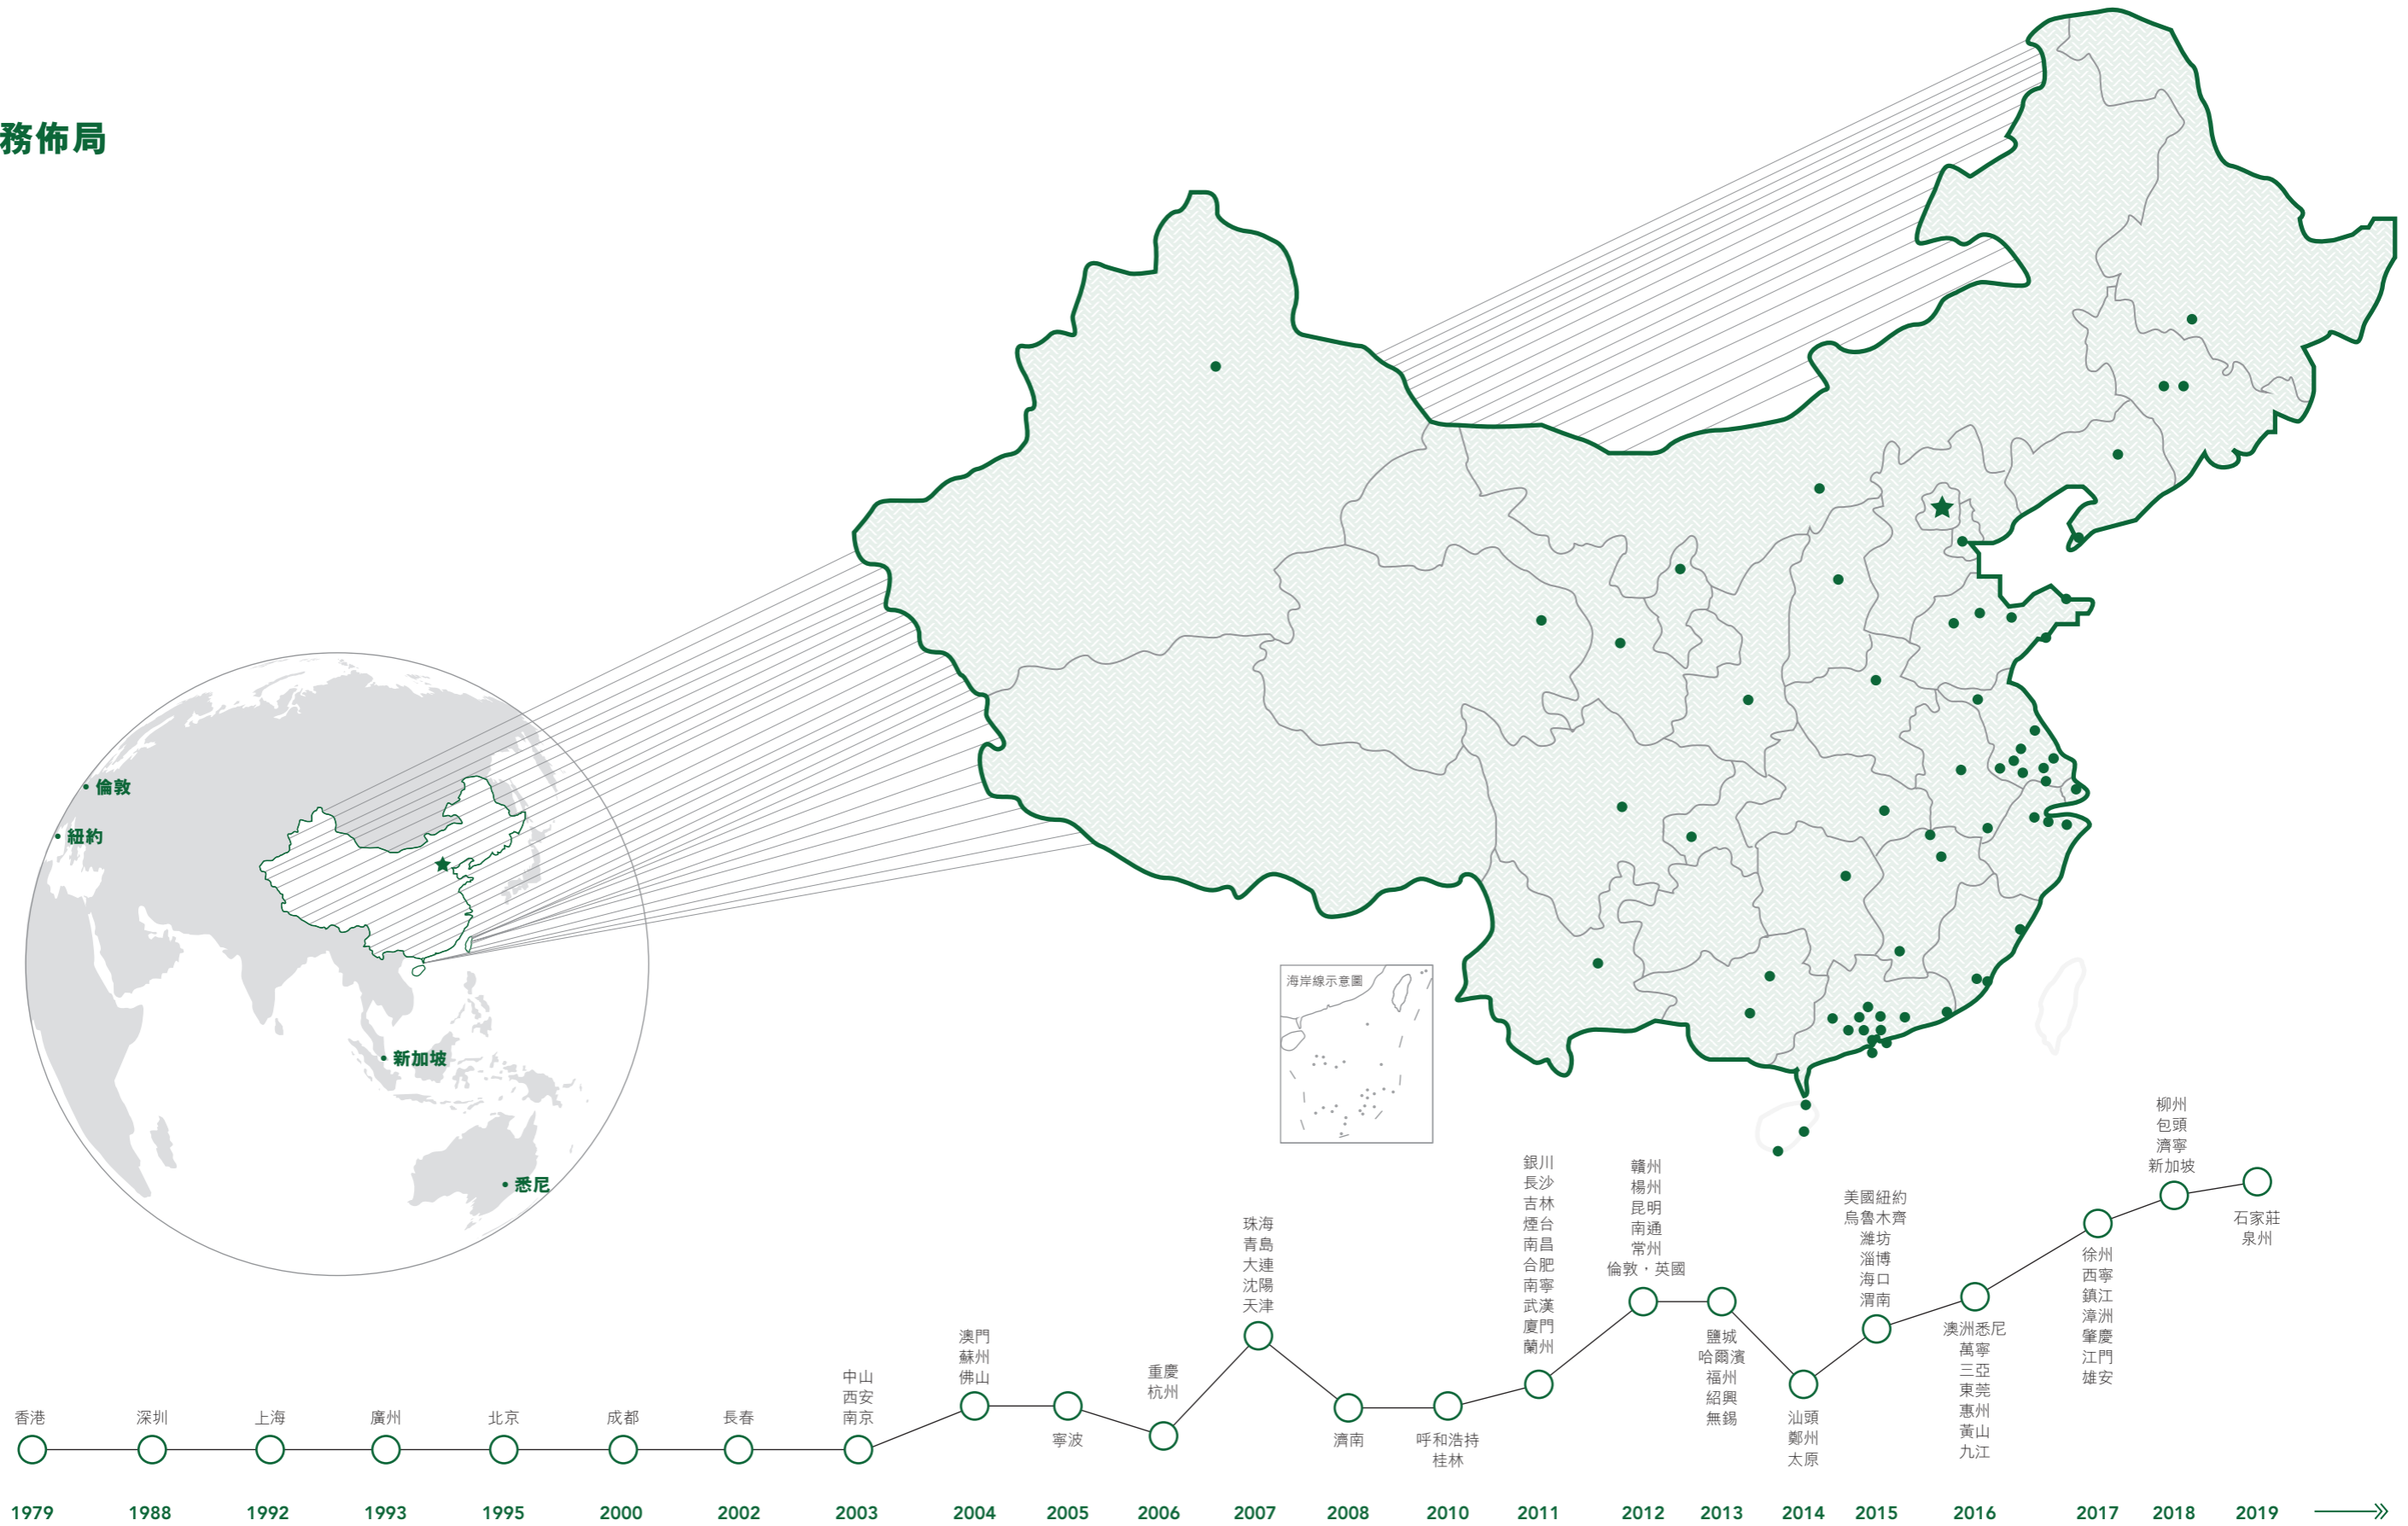 務佈局
倫敦
紐約
新加坡
悉尼
海岸線示意圖
香港
深圳
上海
廣州
北京
成都
長春
中山
西安
南京
澳門
蘇州
佛山
寧波
重慶
杭州
珠海
青島
大連
沈陽
天津
濟南
呼和浩持
桂林
銀川
長沙
吉林
煙台
南昌
合肥
南寧
武漢
廈門
蘭州
贛州
楊州
昆明
南通
常州
倫敦，英國
鹽城
哈爾濱
福州
紹興
無錫
汕頭
鄭州
太原
美國紐約
烏魯木齊
濰坊
淄博
海口
渭南
澳洲悉尼
萬寧
三亞
東莞
惠州
黃山
九江
徐州
西寧
鎮江
漳洲
肇慶
江門
雄安
柳州
包頭
濟寧
新加坡
石家莊
泉州
1979 1988 1992 1993 1995 2000 2002 2003 2004 2005 2006 2007 2008 2010 2011 2012 2013 2014 2015 2016 2017 2018 2019